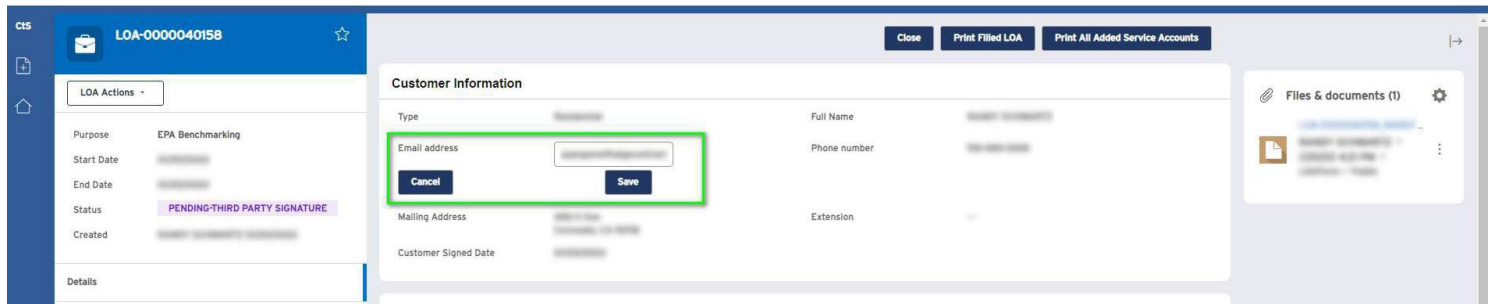 cts
LOA-0000040158
LOA Actions
Purpose EPA Benchmarking
Start Date
End Date
Status PENDING-THIRD PARTY SIGNATURE
Created
Details
Close Print Filled LOA Print All Added Service Accounts
Customer Information
Type Full Name
Email address Phone number
Cancel Save
Mailing Address Extension
Customer Signed Date
Files & documents (1)